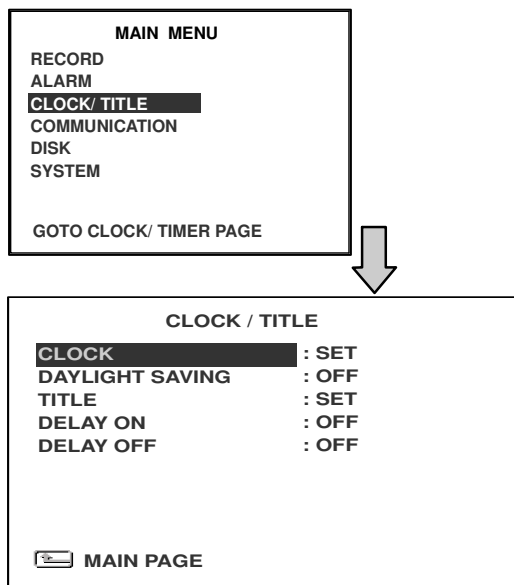 MAIN MENU
RECORD
ALARM
CLOCK/ TITLE
COMMUNICATION
DISK
SYSTEM
GOTO CLOCK/ TIMER PAGE
CLOCK / TITLE
CLOCK : SET
DAYLIGHT SAVING : OFF
TITLE : SET
DELAY ON : OFF
DELAY OFF : OFF
MAIN PAGE